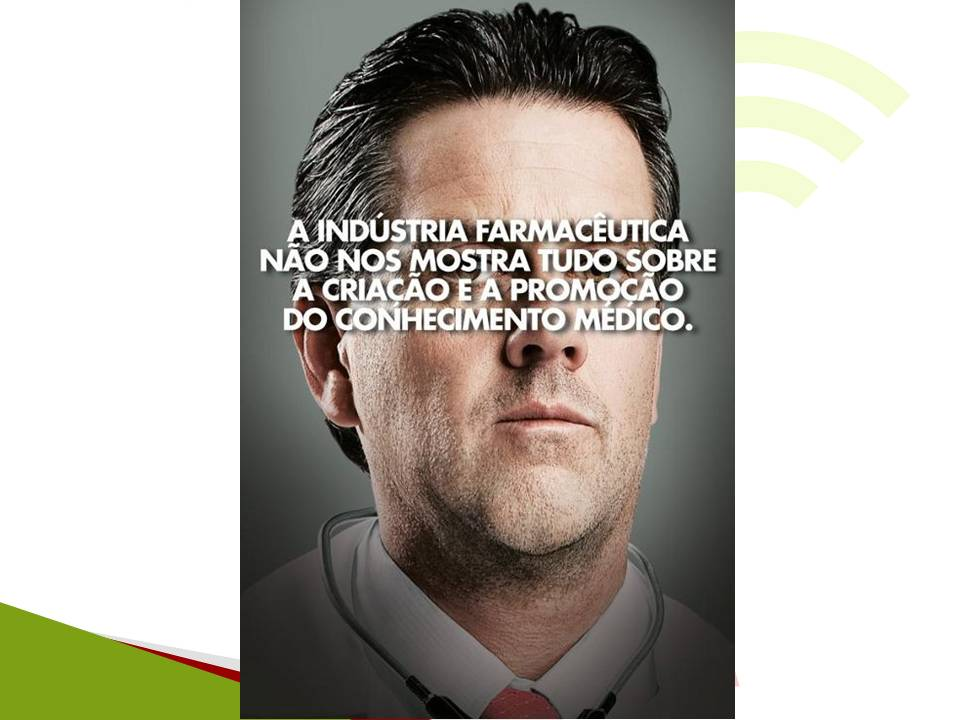 A INDÚSTRIA FARMACÊUTICA
NÃO NOS MOSTRA TUDO SOBRE
A CRIAÇÃO E A PROMOÇÃO
DO CONHECIMENTO MÉDICO.